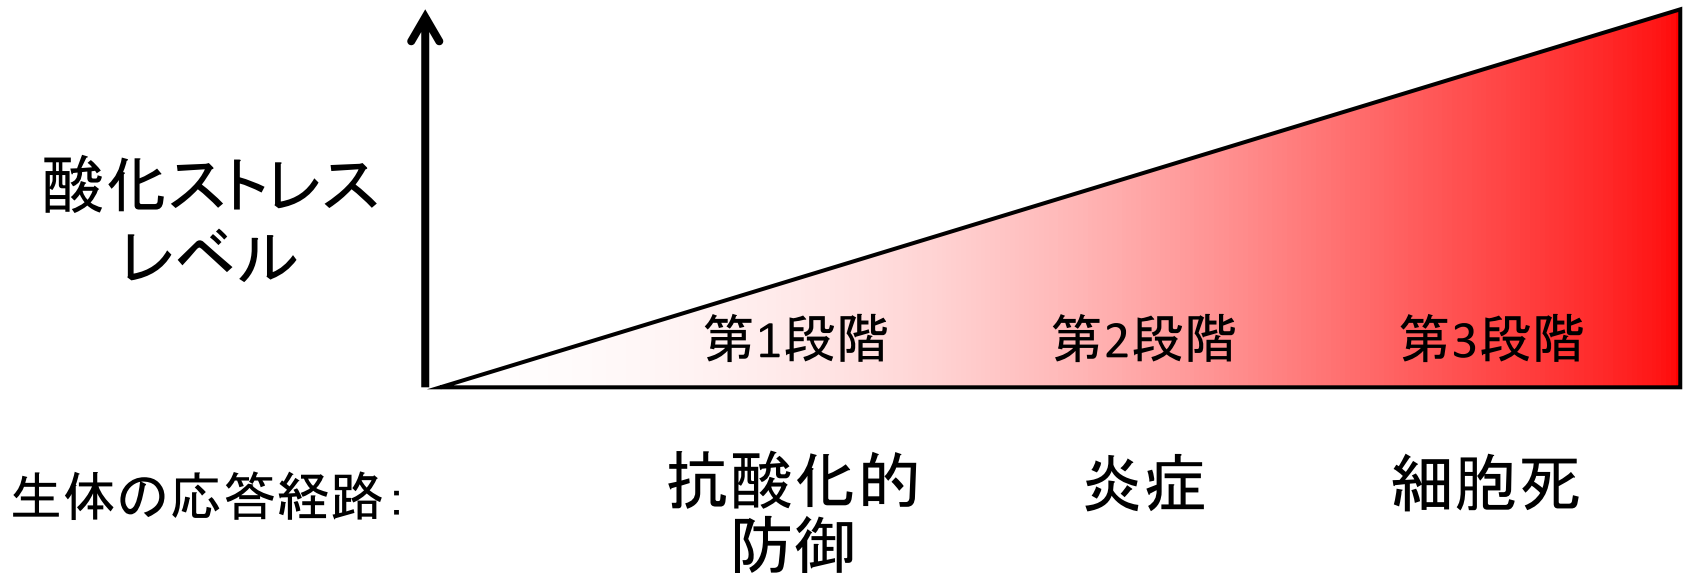 酸化ストレス
レベル
第1段階
第2段階
第3段階
生体の応答経路:
抗酸化的
防御
炎症
細胞死